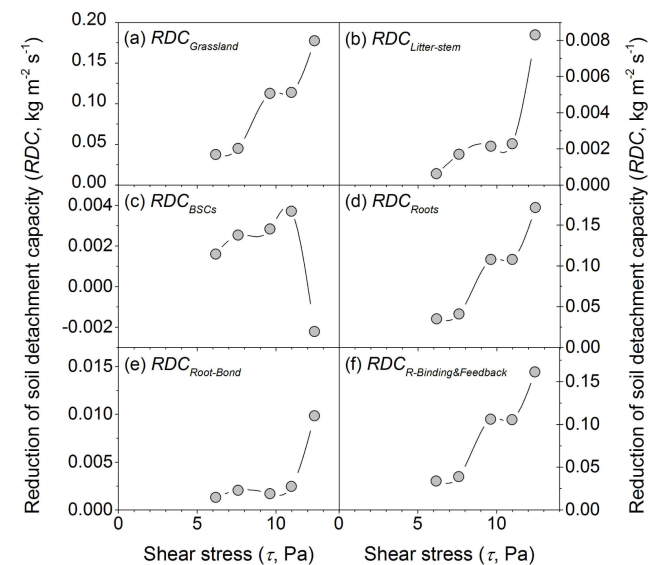 Reduction of soil detachment capacity (RDC, kg m-2 s-1)
0.20
0.15
0.10
0.05
0.00
(a) RDCGrassland
(b) RDCLitter-stem
0.008
0.006
0.004
0.002
0.000
0.004
0.002
0.000
-0.002
(c) RDCBSCs
(d) RDCRoots
0.15
0.10
0.05
0.00
0.015
0.010
0.005
0.000
(e) RDCRoot-Bond
(f) RDCR-Binding&Feedback
0.15
0.10
0.05
0.00
0 5 10
0 5 10
Shear stress (τ, Pa)
Shear stress (τ, Pa)
Reduction of soil detachment capacity (RDC, kg m-2 s-1)